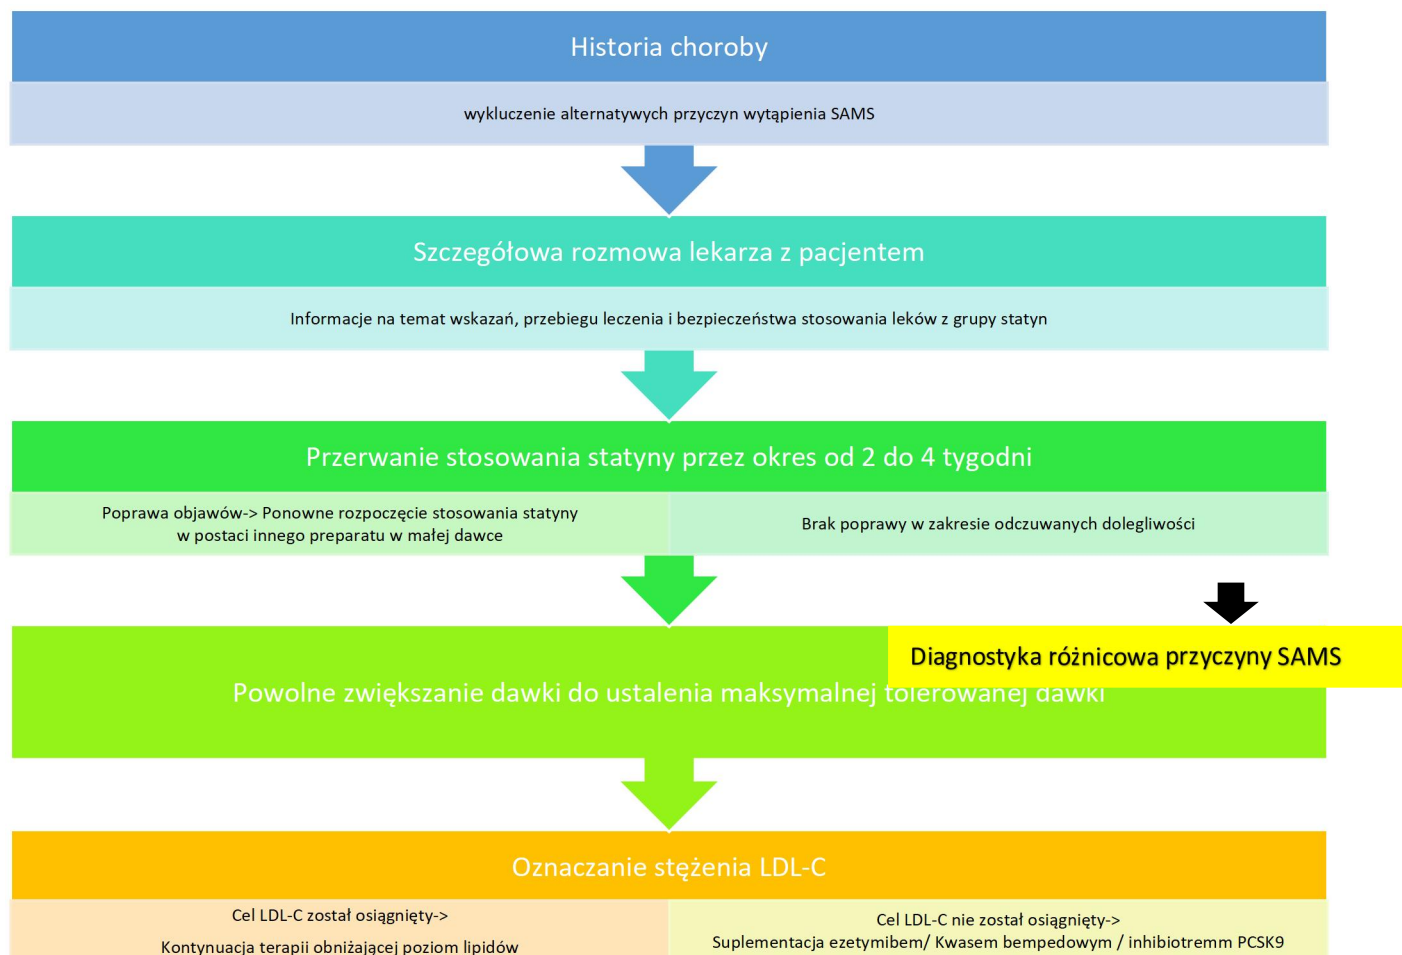 Historia choroby
wykluczenie alternatywych przyczyn wytąpienia SAMS
Szczegółowa rozmowa lekarza z pacjentem
Informacje na temat wskazań, przebiegu leczenia i bezpieczeństwa stosowania leków z grupy statyn
Przerwanie stosowania statyny przez okres od 2 do 4 tygodni
Poprawa objawów-> Ponowne rozpoczęcie stosowania statyny
w postaci innego preparatu w małej dawce
Brak poprawy w zakresie odczuwanych dolegliwości
Diagnostyka różnicowa przyczyny SAMS
Powolne zwiększanie dawki do ustalenia maksymalnej tolerowanej dawki
Oznaczanie stężenia LDL-C
Cel LDL-C został osiągnięty->
Kontynuacja terapii obniżającej poziom lipidów
Cel LDL-C nie został osiągnięty->
Suplementacja ezetymibem/ Kwasem bempedowym / inhibiotremm PCSK9